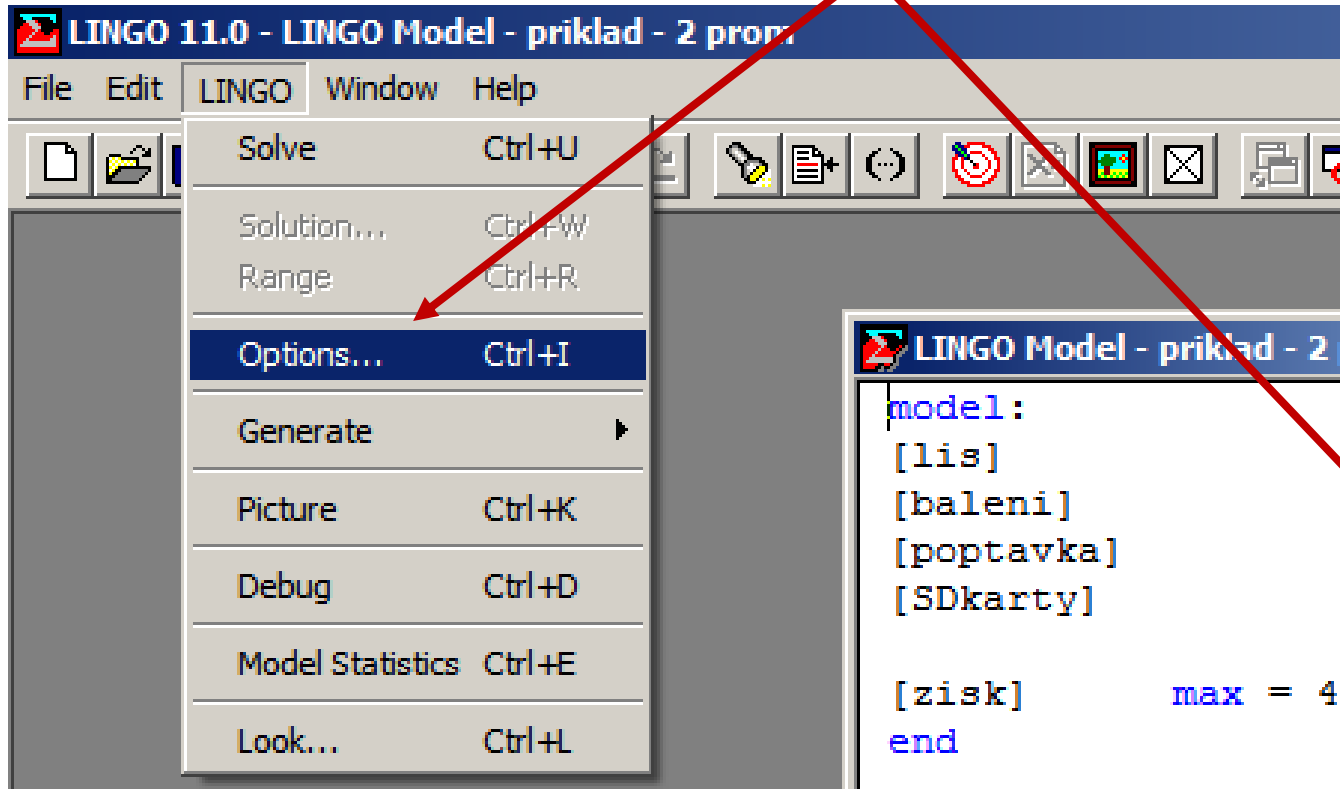 LINGO 11.0 - LINGO Model - priklad - 2 prom
File Edit LINGO Window Help
Solve Ctrl+U
Solution... Ctrl+W
Range Ctrl+R
Options... Ctrl+I
Generate
Picture Ctrl+K
Debug Ctrl+D
Model Statistics Ctrl+E
Look... Ctrl+L
LINGO Model - priklad - 2
model:
[lis]
[baleni]
[poptavka]
[SDkarty]
[zisk] max = 4
end